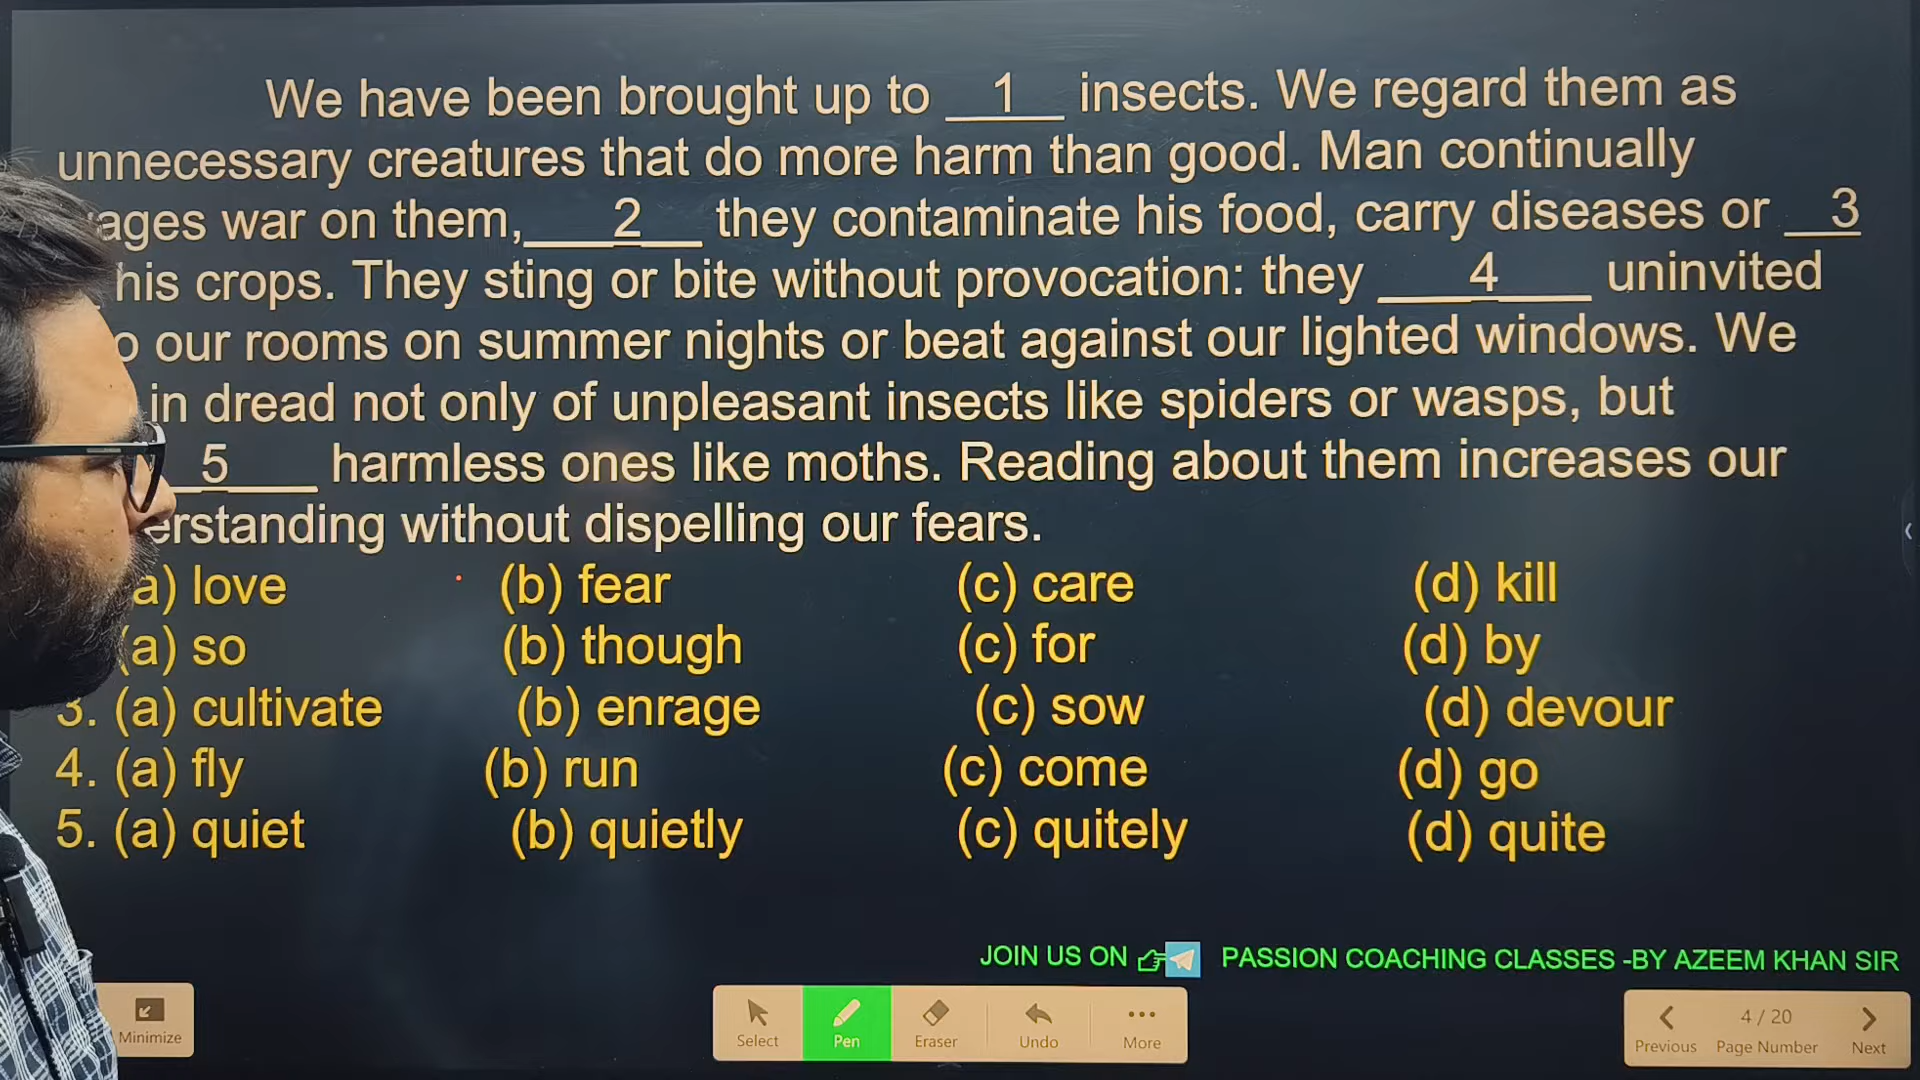 We have been brought up to 1 insects. We regard them as
unnecessary creatures that do more harm than good. Man continually
ages war on them, 2 they contaminate his food, carry diseases or 3
his crops. They sting or bite without provocation: they 4 uninvited
o our rooms on summer nights or beat against our lighted windows. We
in dread not only of unpleasant insects like spiders or wasps, but
5 harmless ones like moths. Reading about them increases our
erstanding without dispelling our fears.
a) love (b) fear (c) care (d) kill
(a) so (b) though (c) for (d) by
3. (a) cultivate (b) enrage (c) sow (d) devour
4. (a) fly (b) run (c) come (d) go
5. (a) quiet (b) quietly (c) quitely (d) quite
JOIN US ON PASSION COACHING CLASSES -BY AZEEM KHAN SIR
Minimize Select Pen Eraser Undo More Previous 4 / 20 Page Number Next